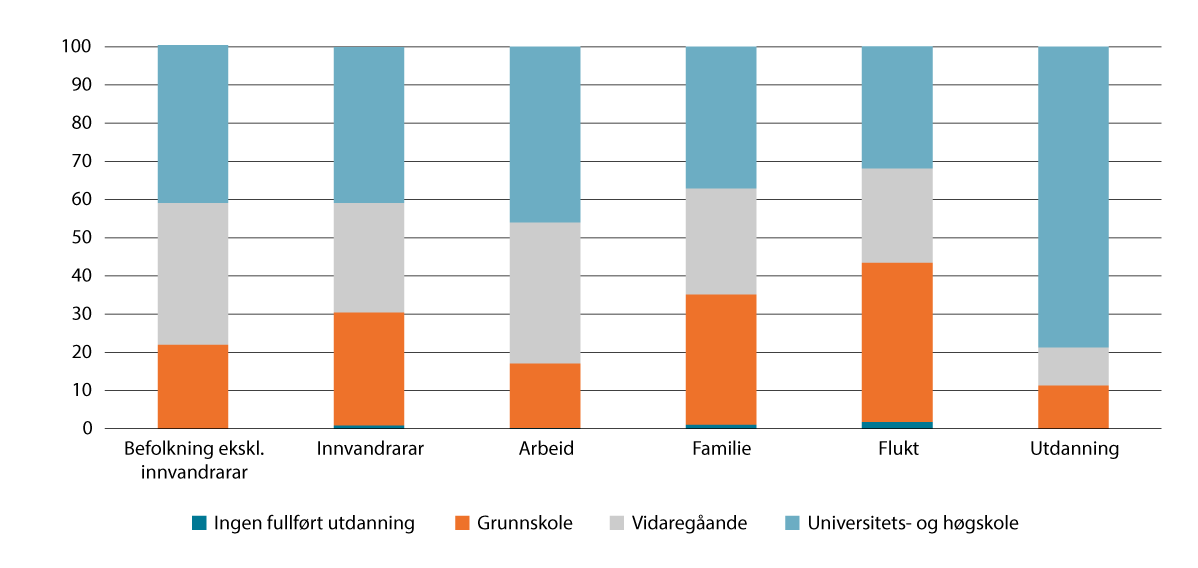 100
90
80
70
60
50
40
30
20
10
0
Befolkning ekskl.
innvandrarar
Innvandrarar
Arbeid
Familie
Flukt
Utdanning
Ingen fullført utdanning
Grunnskole
Vidaregåande
Universitets- og høgskole